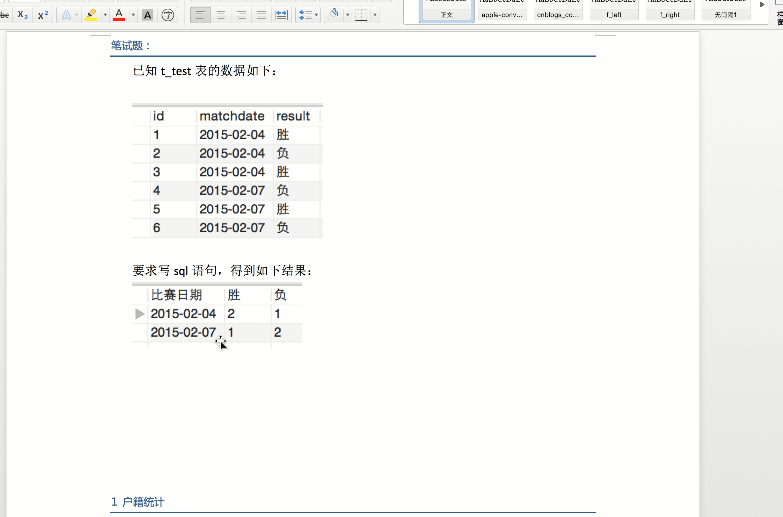 be X₂ X² A A A
正文 apple-conv... cnblogs_co... f_left f_right
笔试题：
已知 t_test 表的数据如下：
id matchdate result
1 2015-02-04 胜
2 2015-02-04 负
3 2015-02-04 胜
4 2015-02-07 负
5 2015-02-07 胜
6 2015-02-07 负
要求写 sql 语句，得到如下结果：
比赛日期 胜 负
2015-02-04 2 1
2015-02-07 1 2
1 户籍统计